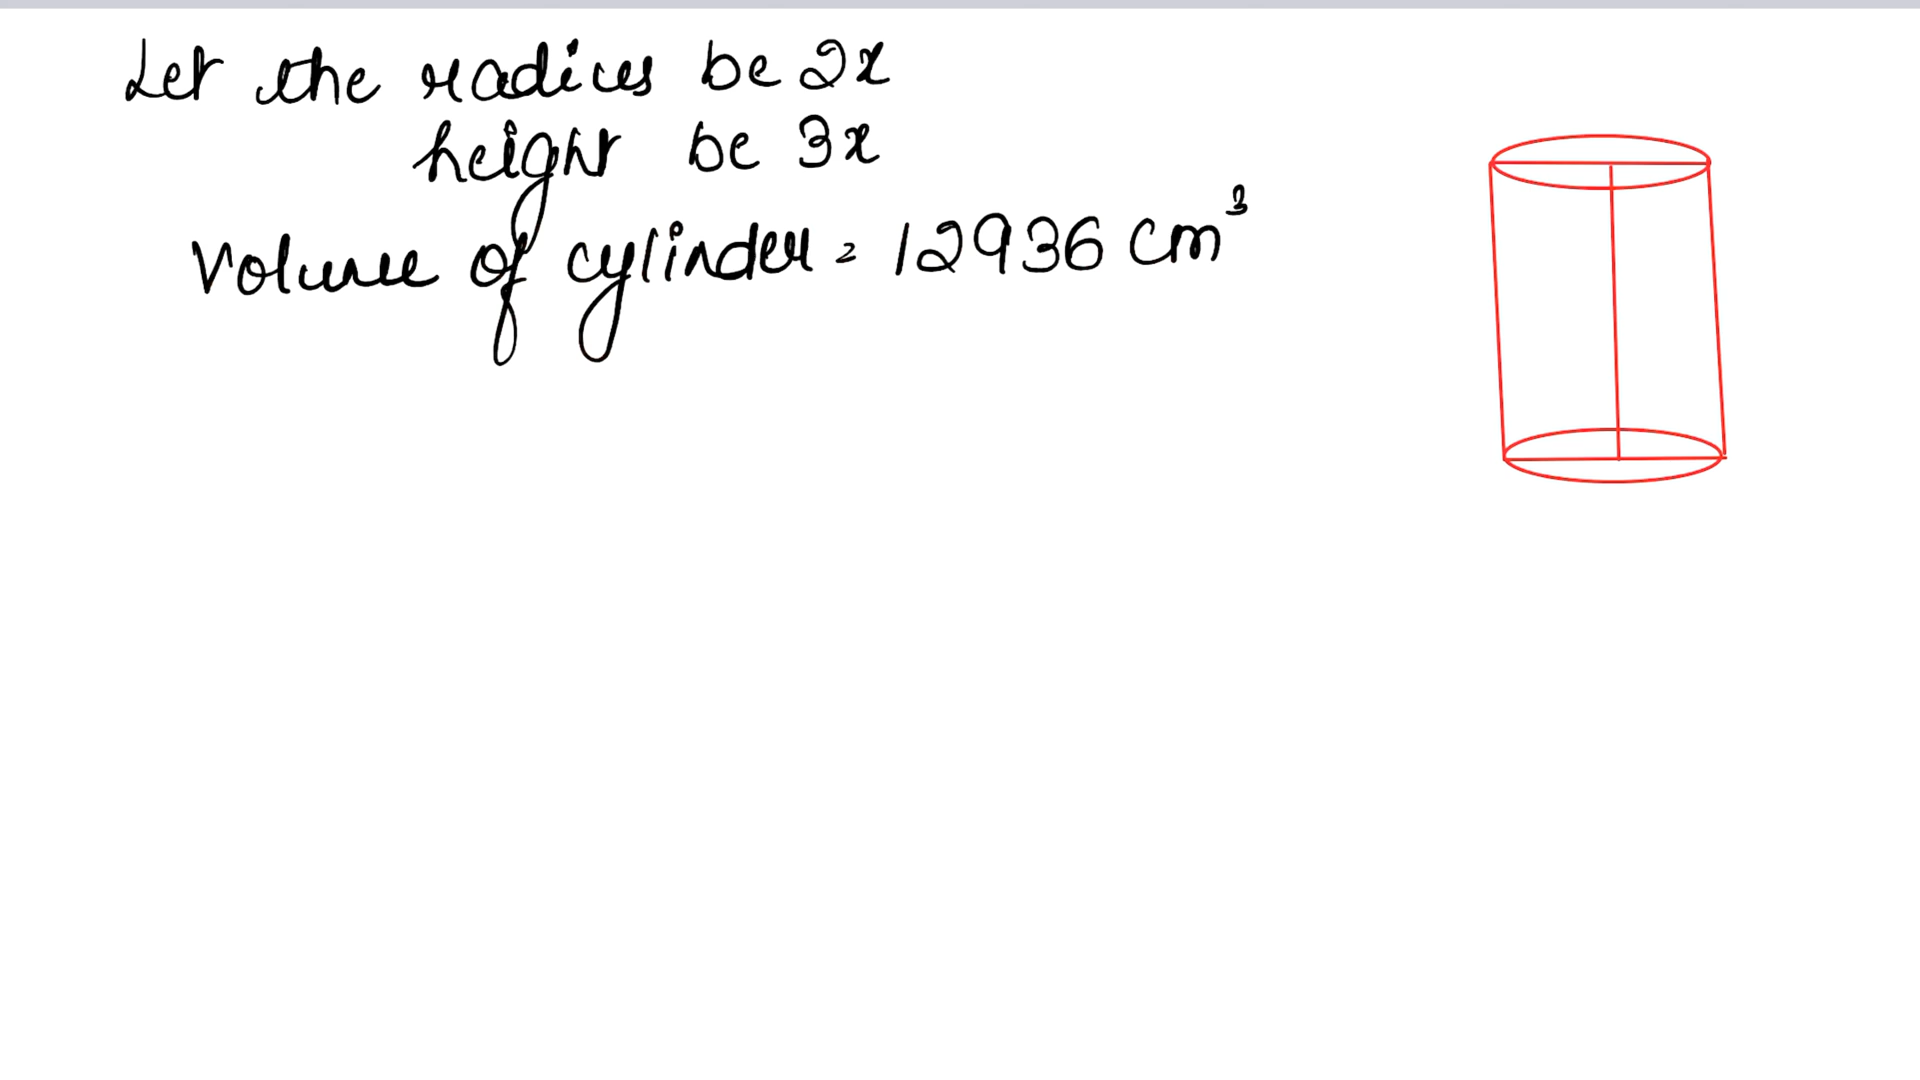 Let the radius be 2x
height be 3x
Volume of cylinder = 12936 cm³